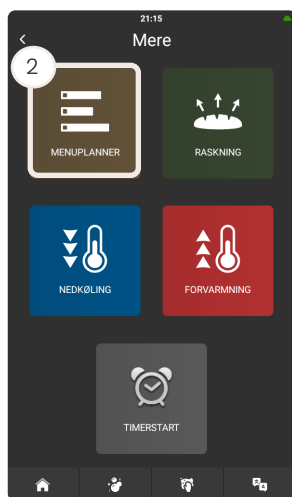 21:15
Mere
2
MENUPLANNER
RASKNING
NEDKØLING
FORVARMNING
TIMERSTART